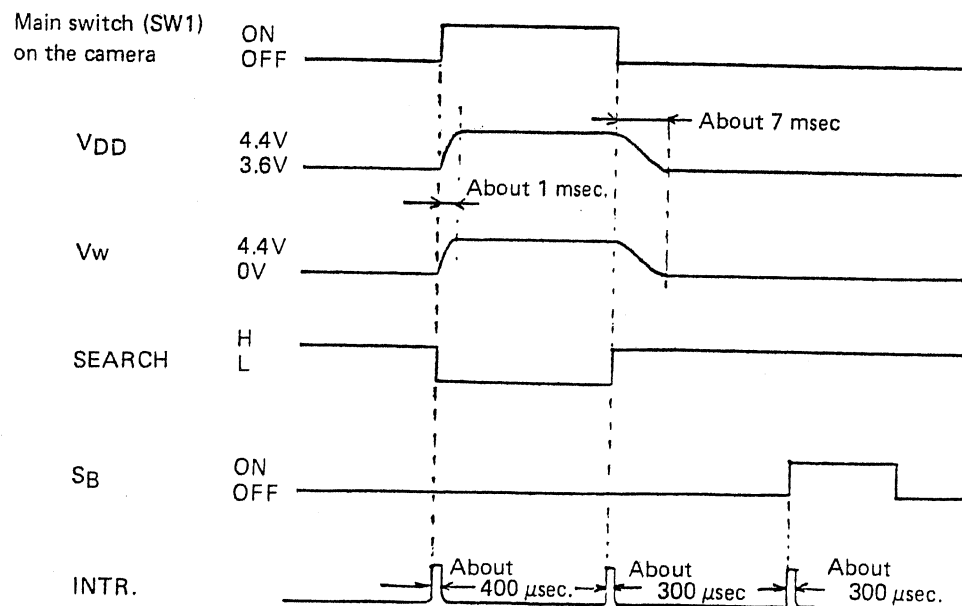 Main switch (SW1)
on the camera
ON
OFF
VDD
4.4V
3.6V
About 7 msec
About 1 msec.
Vw
4.4V
0V
SEARCH
H
L
SB
ON
OFF
INTR.
About
400 μsec.
About
300 μsec
About
300 μsec.